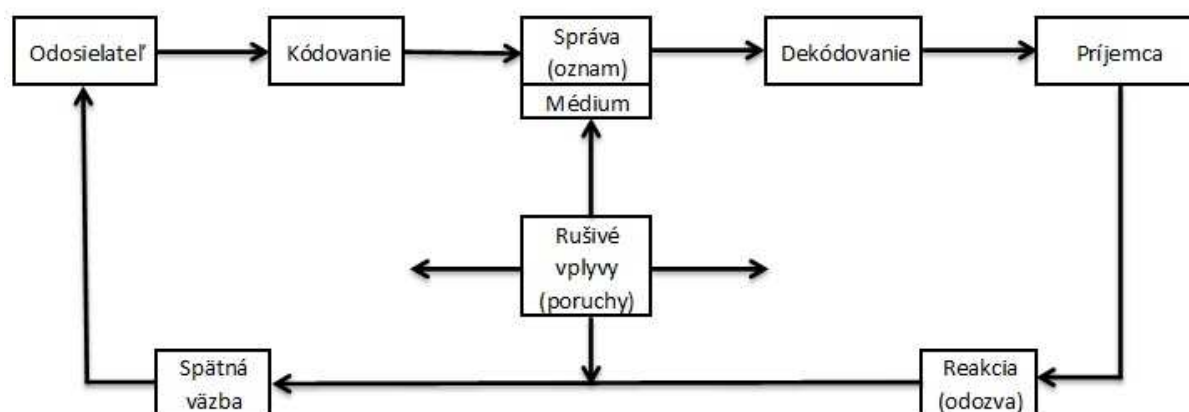 Odosielateľ
Kódovanie
Správa
(oznam)
Médium
Dekódovanie
Príjemca
Rušivé
vplyvy
(poruchy)
Spätná
väzba
Reakcia
(odozva)